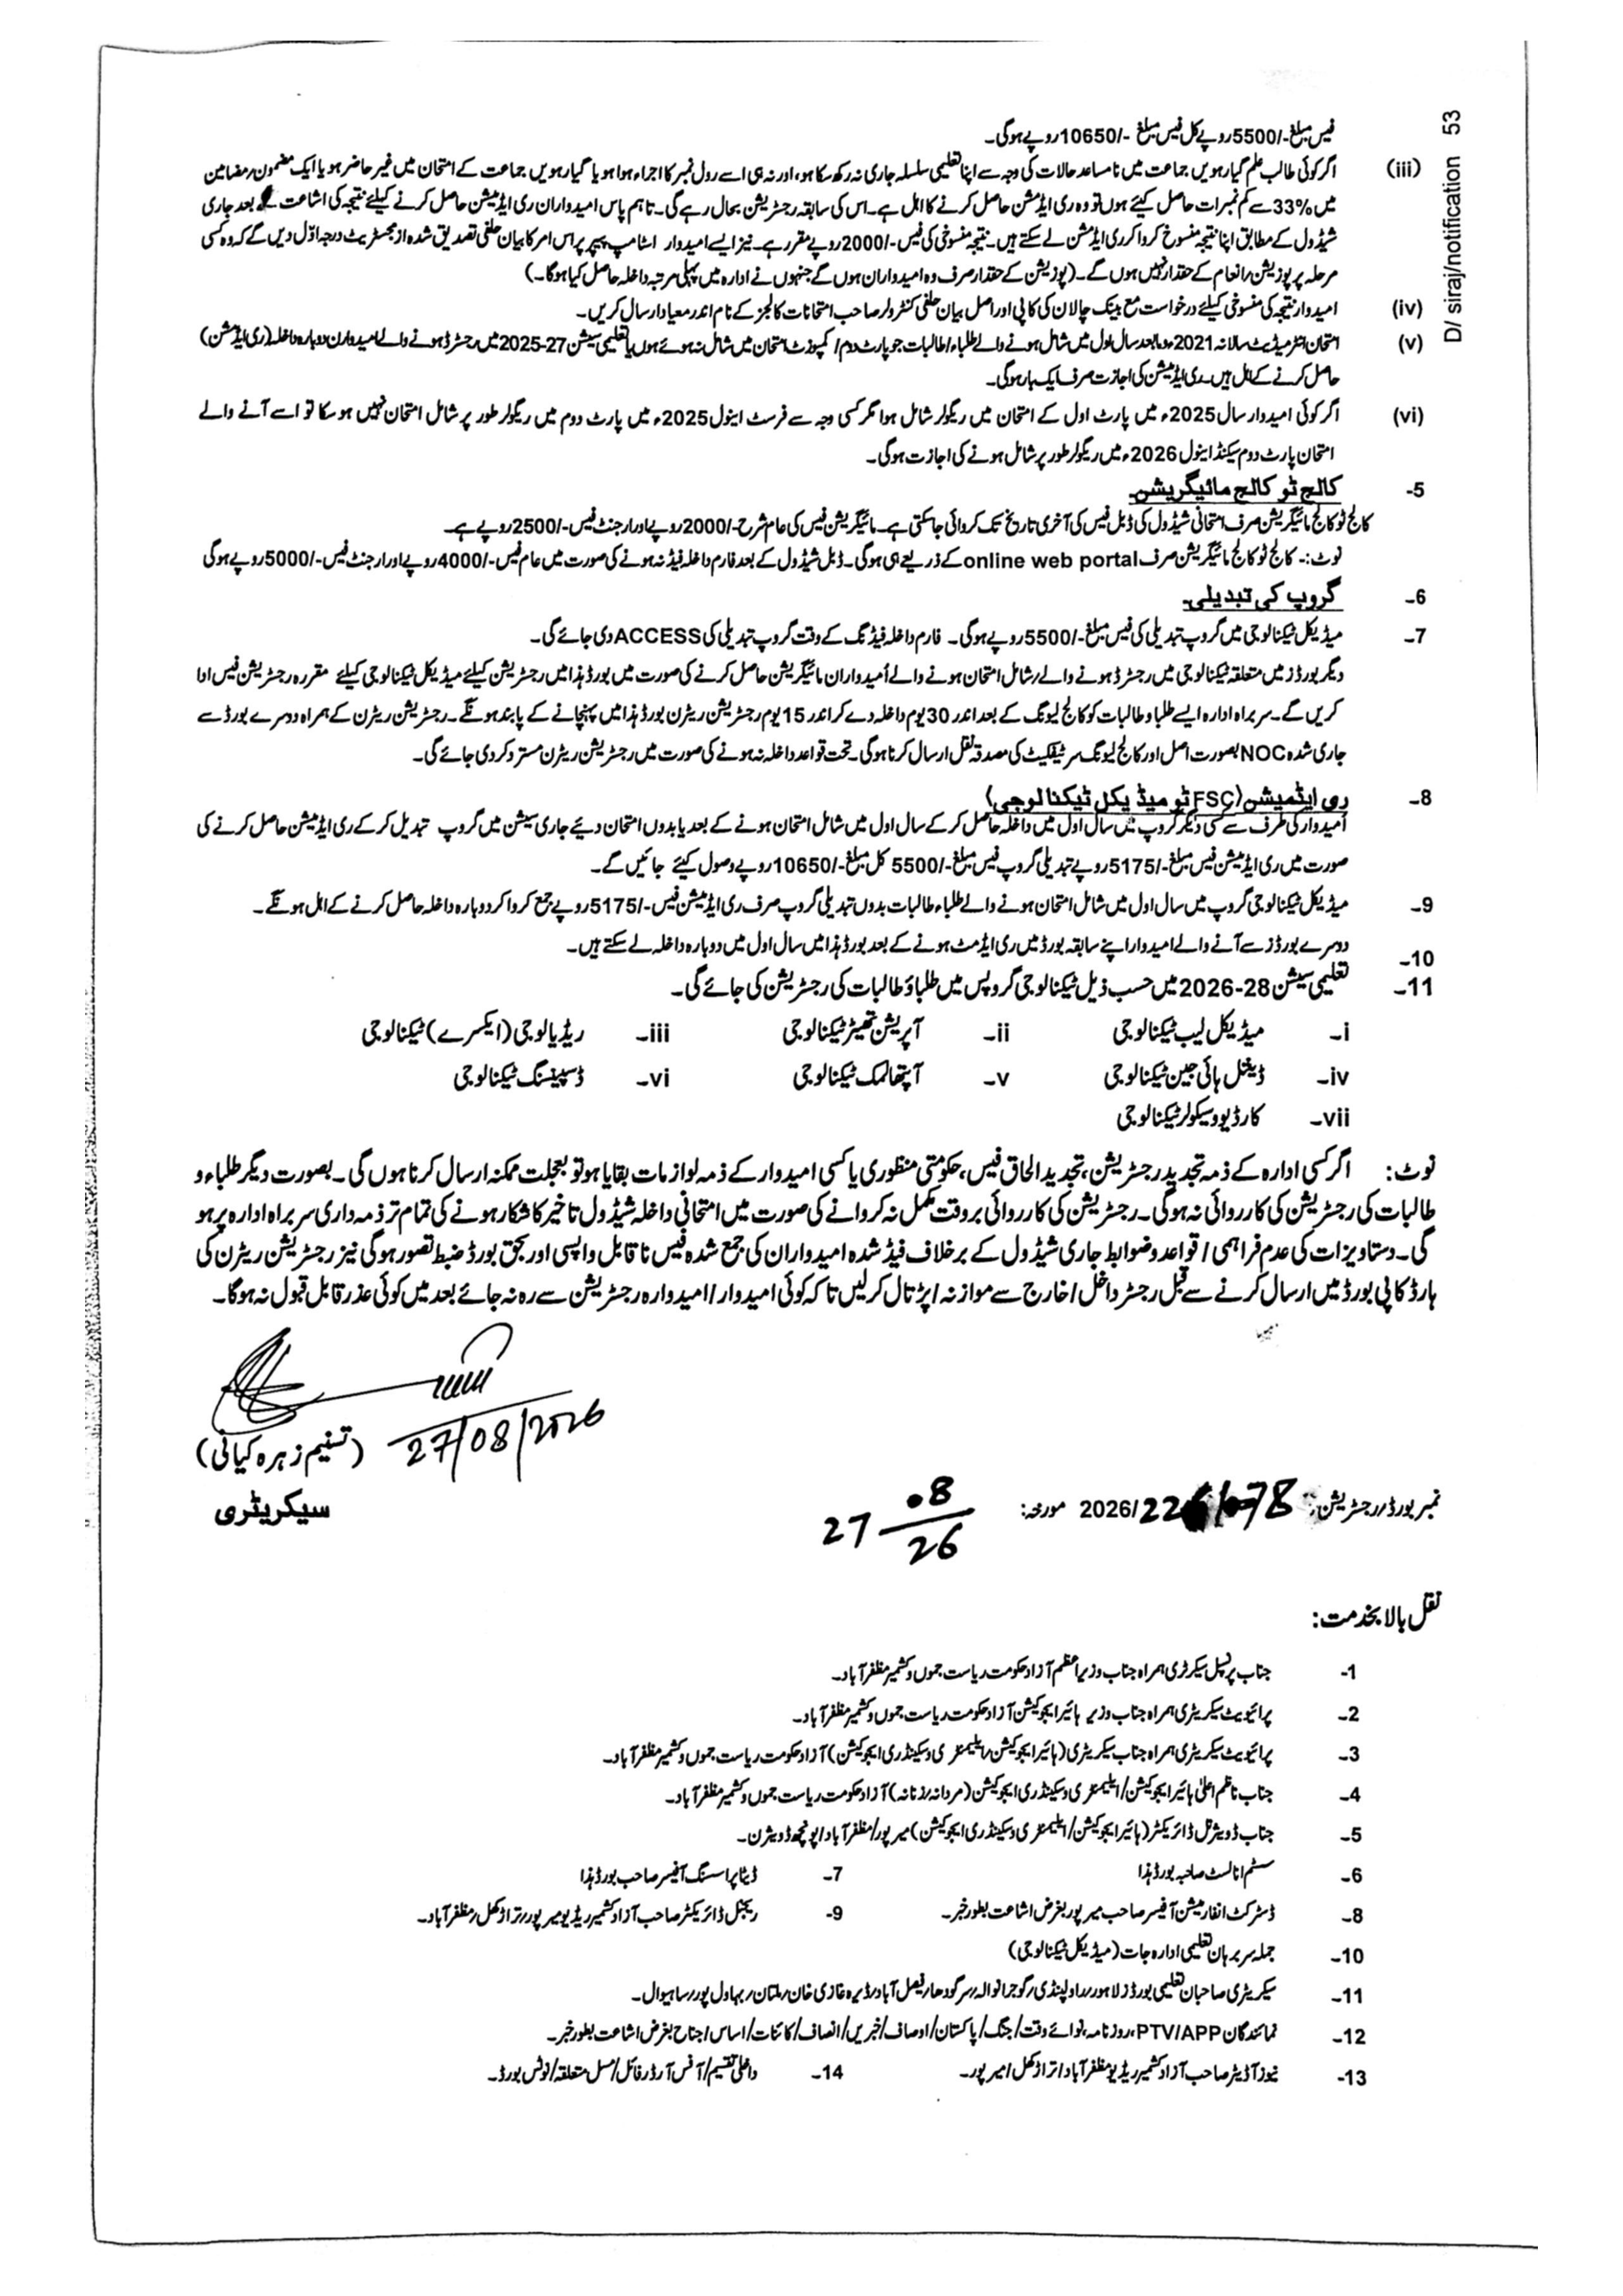 D/ siraj/notification 53
فیس مبلغ -/5500 روپے کل فیس مبلغ -/10650 روپے ہوگی۔
(iii) اگر کوئی طالب علم گیارہویں جماعت میں نامساعد حالات کی وجہ سے اپنا تعلیمی سلسلہ جاری نہ رکھ سکا ہو، اور نہ ہی اسے رول نمبر کا اجراء ہوا ہو یا گیارہویں جماعت کے امتحان میں غیر حاضر ہو یا ایک مضمون/مضامین
میں 33% سے کم نمبرات حاصل کیئے ہوں تو وہ ری ایڈمشن حاصل کرنے کا اہل ہے۔ اس کی سابقہ رجسٹریشن بحال رہے گی۔ تاہم پاس امیدواران ری ایڈمیشن حاصل کرنے کیلئے نتیجہ کی اشاعت کے بعد جاری
شیڈول کے مطابق اپنا نتیجہ منسوخ کروا کر ری ایڈمشن لے سکتے ہیں۔ نتیجہ منسوخی کی فیس -/2000 روپے مقرر ہے۔ نیز ایسے امیدوار اسٹامپ پیپر پر اس امر کا بیان حلفی تصدیق شدہ از مجسٹریٹ درجہ اوّل دیں گے کہ وہ کسی
مرحلہ پر پوزیشن/انعام کے حقدار نہیں ہوں گے۔ (پوزیشن کے حقدار صرف وہ امیدواران ہوں گے جنہوں نے ادارہ میں پہلی مرتبہ داخلہ حاصل کیا ہوگا۔)
(iv) امیدوار نتیجہ کی منسوخی کیلئے درخواست مع بینک چالان کی کاپی اور اصل بیان حلفی کنٹرولر صاحب امتحانات کالجز کے نام اندر معیاد ارسال کریں۔
(v) امتحان انٹرمیڈیٹ سالانہ 2021ء و مابعد سال اول میں شامل ہونے والے طلباء/طالبات جو پارٹ دوم/ کمپوزٹ امتحان میں شامل نہ ہوئے ہوں یا تعلیمی سیشن 27-2025 میں رجسٹرڈ ہونے والے امیدواران دوبارہ داخلہ (ری ایڈمشن)
حاصل کرنے کے اہل ہیں۔ ری ایڈمیشن کی اجازت صرف ایک بار ہوگی۔
(vi) اگر کوئی امیدوار سال 2025ء میں پارٹ اول کے امتحان میں ریگولر شامل ہوا مگر کسی وجہ سے فرسٹ اینول 2025ء میں پارٹ دوم میں ریگولر طور پر شامل امتحان نہیں ہو سکا تو اسے آنے والے
امتحان پارٹ دوم سیکنڈ اینول 2026ء میں ریگولر طور پر شامل ہونے کی اجازت ہوگی۔
5- کالج ٹو کالج مائیگریشن۔
کالج ٹو کالج مائیگریشن صرف امتحانی شیڈول کی ڈبل فیس کی آخری تاریخ تک کروائی جاسکتی ہے۔ مائیگریشن فیس کی عام شرح -/2000 روپے اور ارجنٹ فیس -/2500 روپے ہے۔
نوٹ:۔ کالج ٹو کالج مائیگریشن صرف online web portal کے ذریعے ہی ہوگی۔ ڈبل شیڈول کے بعد فارم داخلہ فیڈ نہ ہونے کی صورت میں عام فیس -/4000 روپے اور ارجنٹ فیس -/5000 روپے ہوگی
6۔ گروپ کی تبدیلی۔
7۔ میڈیکل ٹیکنالوجی میں گروپ تبدیلی کی فیس مبلغ -/5500 روپے ہوگی۔ فارم داخلہ فیڈنگ کے وقت گروپ تبدیلی کی ACCESS دی جائے گی۔
دیگر بورڈز میں متعلقہ ٹیکنالوجی میں رجسٹرڈ ہونے والے/شامل امتحان ہونے والے اُمیدواران مائیگریشن حاصل کرنے کی صورت میں بورڈ ہذا میں رجسٹریشن کیلئے میڈیکل ٹیکنالوجی کیلئے مقررہ رجسٹریشن فیس ادا
کریں گے۔ سربراہ ادارہ ایسے طلباء و طالبات کو کالج لیونگ کے بعد اندر 30 یوم داخلہ دے کر اندر 15 یوم رجسٹریشن ریٹرن بورڈ ہذا میں پہنچانے کے پابند ہونگے۔ رجسٹریشن ریٹرن کے ہمراہ دوسرے بورڈ سے
جاری شدہ NOC بصورت اصل اور کالج لیونگ سرٹیفکیٹ کی مصدقہ نقل ارسال کرنا ہوگی۔ تحت قواعد داخلہ نہ ہونے کی صورت میں رجسٹریشن ریٹرن مسترد کردی جائے گی۔
8۔ ری ایڈمیشن (FSC ٹو میڈیکل ٹیکنالوجی)
امیدوار کی طرف سے کسی دیگر گروپ میں سال اول میں داخلہ حاصل کر کے سال اول میں شامل امتحان ہونے کے بعد یا بدوں امتحان دیئے جاری سیشن میں گروپ تبدیل کر کے ری ایڈمیشن حاصل کرنے کی
صورت میں ری ایڈمیشن فیس مبلغ -/5175 روپے تبدیلی گروپ فیس مبلغ -/5500 کل مبلغ -/10650 روپے وصول کیئے جائیں گے۔
9۔ میڈیکل ٹیکنالوجی گروپ میں سال اول میں شامل امتحان ہونے والے طلباء طالبات بدوں تبدیلی گروپ صرف ری ایڈمیشن فیس -/5175 روپے جمع کروا کر دوبارہ داخلہ حاصل کرنے کے اہل ہونگے۔
10۔ دوسرے بورڈز سے آنے والے امیدوار اپنے سابقہ بورڈ میں ری ایڈمٹ ہونے کے بعد بورڈ ہذا میں سال اول میں دوبارہ داخلہ لے سکتے ہیں۔
11۔ تعلیمی سیشن 28-2026 میں حسب ذیل ٹیکنالوجی گروپس میں طلباء و طالبات کی رجسٹریشن کی جائے گی۔
i۔ میڈیکل لیب ٹیکنالوجی ii۔ آپریشن تھیٹر ٹیکنالوجی iii۔ ریڈیالوجی (ایکسرے) ٹیکنالوجی
iv۔ ڈینٹل ہائی جین ٹیکنالوجی v۔ آپتھالمک ٹیکنالوجی vi۔ ڈسپینسنگ ٹیکنالوجی
vii۔ کارڈیوویسکولر ٹیکنالوجی
نوٹ: اگر کسی ادارہ کے ذمہ تجدید رجسٹریشن، تجدید الحاق فیس، حکومتی منظوری یا کسی امیدوار کے ذمہ لوازمات بقایا ہو تو بعجلت ممکنہ ارسال کرنا ہوں گی۔ بصورت دیگر طلباء و
طالبات کی رجسٹریشن کی کارروائی نہ ہوگی۔ رجسٹریشن کی کارروائی بروقت مکمل نہ کروانے کی صورت میں امتحانی داخلہ شیڈول تاخیر کا شکار ہونے کی تمام تر ذمہ داری سربراہ ادارہ پر ہو
گی۔ دستاویزات کی عدم فراہمی / قواعد و ضوابط جاری شیڈول کے برخلاف فیڈ شدہ امیدواران کی جمع شدہ فیس ناقابل واپسی اور بحق بورڈ ضبط تصور ہوگی نیز رجسٹریشن ریٹرن کی
ہارڈ کاپی بورڈ میں ارسال کرنے سے قبل رجسٹر داخل/خارج سے موازنہ/پڑتال کرلیں تاکہ کوئی امیدوار/امیدوارہ رجسٹریشن سے رہ نہ جائے بعد میں کوئی عذر قابل قبول نہ ہوگا۔
27/08/2026
(تسنیم زہرہ کیانی)
سیکریٹری
نمبر بورڈ/رجسٹریشن: 2026/ مورخہ: 27 08/26
نقل بالا بخدمت:
1- جناب پرنسپل سیکرٹری ہمراہ جناب وزیراعظم آزاد حکومت ریاست جموں و کشمیر مظفرآباد۔
2۔ پرائیویٹ سیکریٹری ہمراہ جناب وزیر ہائیر ایجوکیشن آزاد حکومت ریاست جموں و کشمیر مظفرآباد۔
3۔ پرائیویٹ سیکریٹری ہمراہ جناب سیکریٹری (ہائیر ایجوکیشن/ایلیمنٹری و سیکنڈری ایجوکیشن) آزاد حکومت ریاست جموں و کشمیر مظفرآباد۔
4۔ جناب ناظم اعلیٰ ہائیر ایجوکیشن/ایلیمنٹری و سیکنڈری ایجوکیشن (مردانہ/زنانہ) آزاد حکومت ریاست جموں و کشمیر مظفرآباد۔
5۔ جناب ڈویژنل ڈائریکٹر (ہائیر ایجوکیشن/ایلیمنٹری و سیکنڈری ایجوکیشن) میرپور/مظفرآباد/پونچھ ڈویژن۔
6۔ سسٹم انالسٹ صاحبہ بورڈ ہذا 7۔ ڈیٹا پراسسنگ آفیسر صاحب بورڈ ہذا
8۔ ڈسٹرکٹ انفارمیشن آفیسر صاحب میرپور بغرض اشاعت بطور خبر۔ 9- ریجنل ڈائریکٹر صاحب آزاد کشمیر ریڈیو میرپور/تراڑکھل/مظفرآباد۔
10۔ جملہ سربراہان تعلیمی ادارہ جات (میڈیکل ٹیکنالوجی)
11۔ سیکریٹری صاحبان تعلیمی بورڈز لاہور/راولپنڈی/گوجرانوالہ/سرگودھا/فیصل آباد/ڈیرہ غازی خان/ملتان/بہاول پور/ساہیوال۔
12۔ نمائندگان PTV/APP، روزنامہ، نوائے وقت/جنگ/پاکستان/اوصاف/خبریں/انصاف/کائنات/اساس/جناح بغرض اشاعت بطور خبر۔
13- نیوز ایڈیٹر صاحب آزاد کشمیر ریڈیو مظفرآباد/تراڑکھل/میرپور۔ 14۔ داخلی تقسیم/آفس آرڈر فائل/مسل متعلقہ/نوٹس بورڈ۔